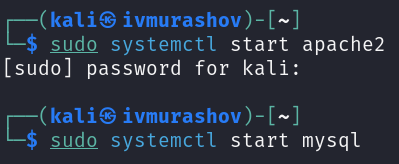 ┌──(kali㉿ivmurashov)-[~]
└─$ sudo systemctl start apache2
[sudo] password for kali:
┌──(kali㉿ivmurashov)-[~]
└─$ sudo systemctl start mysql